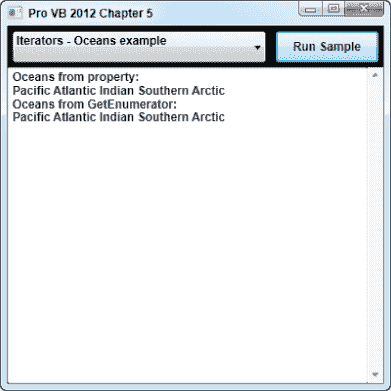 Pro VB 2012 Chapter 5
Iterators - Oceans example
Run Sample
Oceans from property:
Pacific Atlantic Indian Southern Arctic
Oceans from GetEnumerator:
Pacific Atlantic Indian Southern Arctic